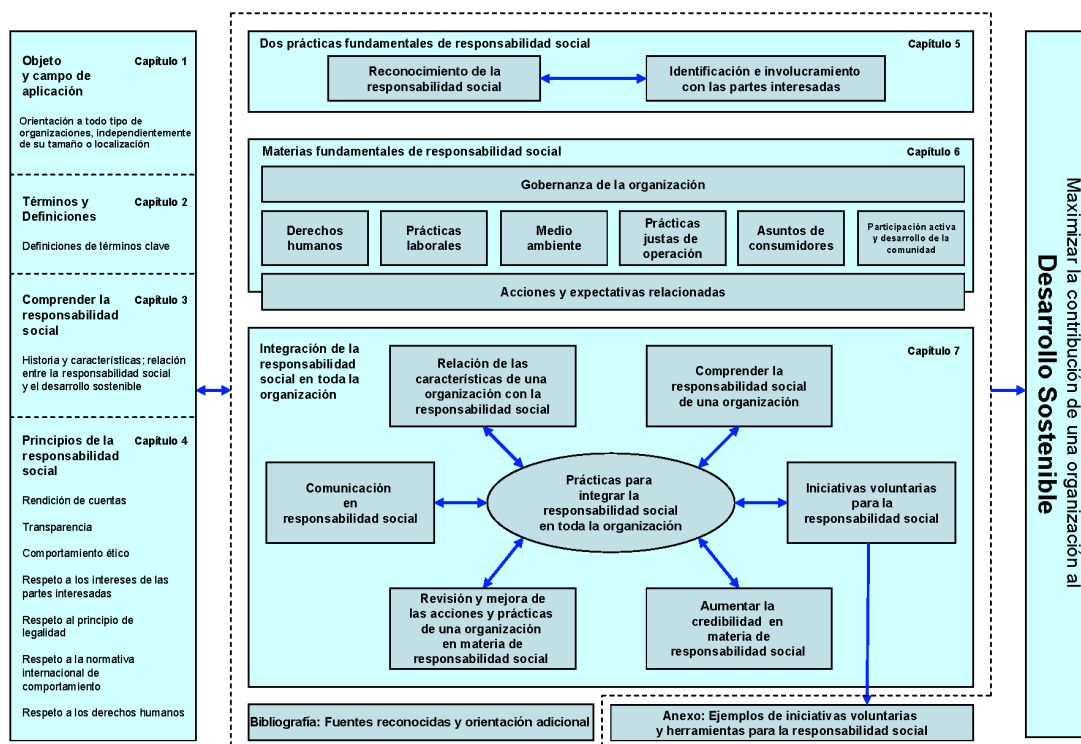 Objeto
y campo de
aplicación
Capítulo 1
Orientación a todo tipo de
organizaciones, independientemente
de su tamaño o localización
Términos y
Definiciones
Capítulo 2
Definiciones de términos clave
Comprender la
responsabilidad
social
Capítulo 3
Historia y características; relación
entre la responsabilidad social
y el desarrollo sostenible
Principios de la
responsabilidad
social
Capítulo 4
Rendición de cuentas
Transparencia
Comportamiento ético
Respeto a los intereses de las
partes interesadas
Respeto al principio de
legalidad
Respeto a la normativa
internacional de
comportamiento
Respeto a los derechos humanos
Dos prácticas fundamentales de responsabilidad social
Capítulo 5
Reconocimiento de la
responsabilidad social
Identificación e involucramiento
con las partes interesadas
Materias fundamentales de responsabilidad social
Capítulo 6
Gobernanza de la organización
Derechos
humanos
Prácticas
laborales
Medio
ambiente
Prácticas
justas de
operación
Asuntos de
consumidores
Participación activa
y desarrollo de la
comunidad
Acciones y expectativas relacionadas
Integración de la
responsabilidad
social en toda la
organización
Capítulo 7
Relación de las
características de una
organización con la
responsabilidad social
Comprender la
responsabilidad social
de una organización
Comunicación
en
responsabilidad social
Prácticas para
integrar la
responsabilidad social
en toda la organización
Iniciativas voluntarias
para la
responsabilidad social
Revisión y mejora de
las acciones y prácticas
de una organización
en materia de
responsabilidad social
Aumentar la
credibilidad en
materia de
responsabilidad social
Bibliografía: Fuentes reconocidas y orientación adicional
Anexo: Ejemplos de iniciativas voluntarias
y herramientas para la responsabilidad social
Maximizar la contribución de una organización al
Desarrollo Sostenible